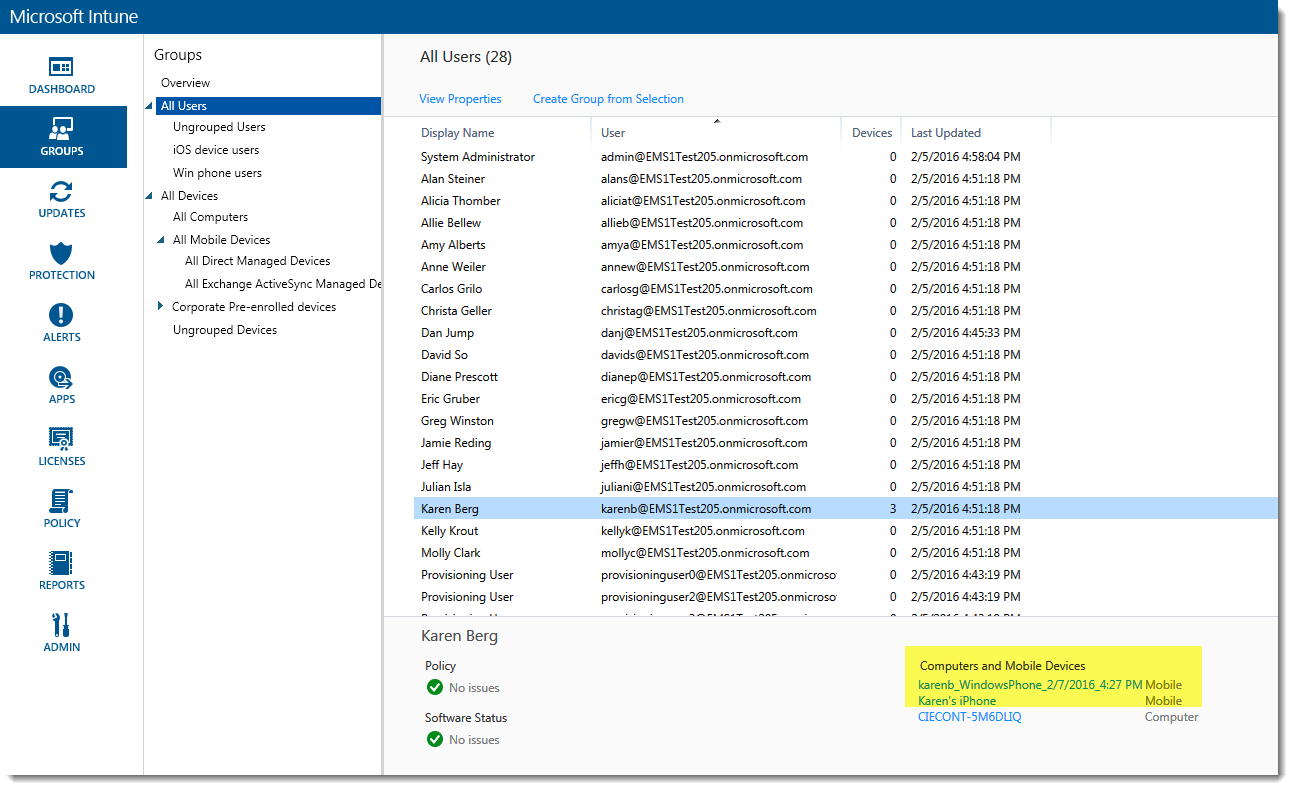 Microsoft Intune
DASHBOARD
GROUPS
UPDATES
PROTECTION
ALERTS
APPS
LICENSES
POLICY
REPORTS
ADMIN
Groups
Overview
All Users
Ungrouped Users
iOS device users
Win phone users
All Devices
All Computers
All Mobile Devices
All Direct Managed Devices
All Exchange ActiveSync Managed De
Corporate Pre-enrolled devices
Ungrouped Devices
All Users (28)
View Properties Create Group from Selection
Display Name User Devices Last Updated
System Administrator admin@EMS1Test205.onmicrosoft.com 0 2/5/2016 4:58:04 PM
Alan Steiner alans@EMS1Test205.onmicrosoft.com 0 2/5/2016 4:51:18 PM
Alicia Thomber aliciat@EMS1Test205.onmicrosoft.com 0 2/5/2016 4:51:18 PM
Allie Bellew allieb@EMS1Test205.onmicrosoft.com 0 2/5/2016 4:51:18 PM
Amy Alberts amya@EMS1Test205.onmicrosoft.com 0 2/5/2016 4:51:18 PM
Anne Weiler annew@EMS1Test205.onmicrosoft.com 0 2/5/2016 4:51:18 PM
Carlos Grilo carlosg@EMS1Test205.onmicrosoft.com 0 2/5/2016 4:51:18 PM
Christa Geller christag@EMS1Test205.onmicrosoft.com 0 2/5/2016 4:51:18 PM
Dan Jump danj@EMS1Test205.onmicrosoft.com 0 2/5/2016 4:45:33 PM
David So davids@EMS1Test205.onmicrosoft.com 0 2/5/2016 4:51:18 PM
Diane Prescott dianep@EMS1Test205.onmicrosoft.com 0 2/5/2016 4:51:18 PM
Eric Gruber ericg@EMS1Test205.onmicrosoft.com 0 2/5/2016 4:51:18 PM
Greg Winston gregw@EMS1Test205.onmicrosoft.com 0 2/5/2016 4:51:18 PM
Jamie Reding jamier@EMS1Test205.onmicrosoft.com 0 2/5/2016 4:51:18 PM
Jeff Hay jeffh@EMS1Test205.onmicrosoft.com 0 2/5/2016 4:51:18 PM
Julian Isla juliani@EMS1Test205.onmicrosoft.com 0 2/5/2016 4:51:18 PM
Karen Berg karenb@EMS1Test205.onmicrosoft.com 3 2/5/2016 4:51:18 PM
Kelly Krout kellyk@EMS1Test205.onmicrosoft.com 0 2/5/2016 4:51:18 PM
Molly Clark mollyc@EMS1Test205.onmicrosoft.com 0 2/5/2016 4:51:18 PM
Provisioning User provisioninguser0@EMS1Test205.onmicroso 0 2/5/2016 4:43:19 PM
Provisioning User provisioninguser2@EMS1Test205.onmicroso 0 2/5/2016 4:43:19 PM
Karen Berg
Policy
No issues
Software Status
No issues
Computers and Mobile Devices
karenb_WindowsPhone_2/7/2016_4:27 PM Mobile
Karen's iPhone Mobile
CIECONT-5M6DLIQ Computer